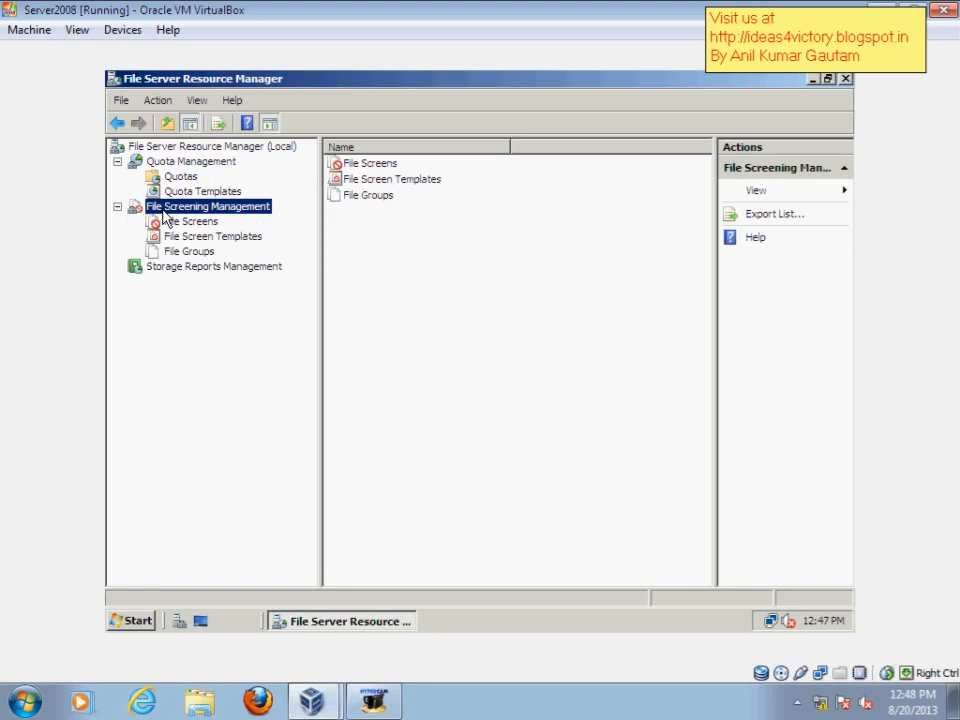 Server2008 [Running] - Oracle VM VirtualBox
Machine View Devices Help
Visit us at
http://ideas4victory.blogspot.in
By Anil Kumar Gautam
File Server Resource Manager
File Action View Help
File Server Resource Manager (Local)
Quota Management
Quotas
Quota Templates
File Screening Management
File Screens
File Screen Templates
File Groups
Storage Reports Management
Name
File Screens
File Screen Templates
File Groups
Actions
File Screening Man...
View
Export List...
Help
Start
File Server Resource ...
12:47 PM
Right Ctrl
HYPERCAM
12:48 PM
8/20/2013